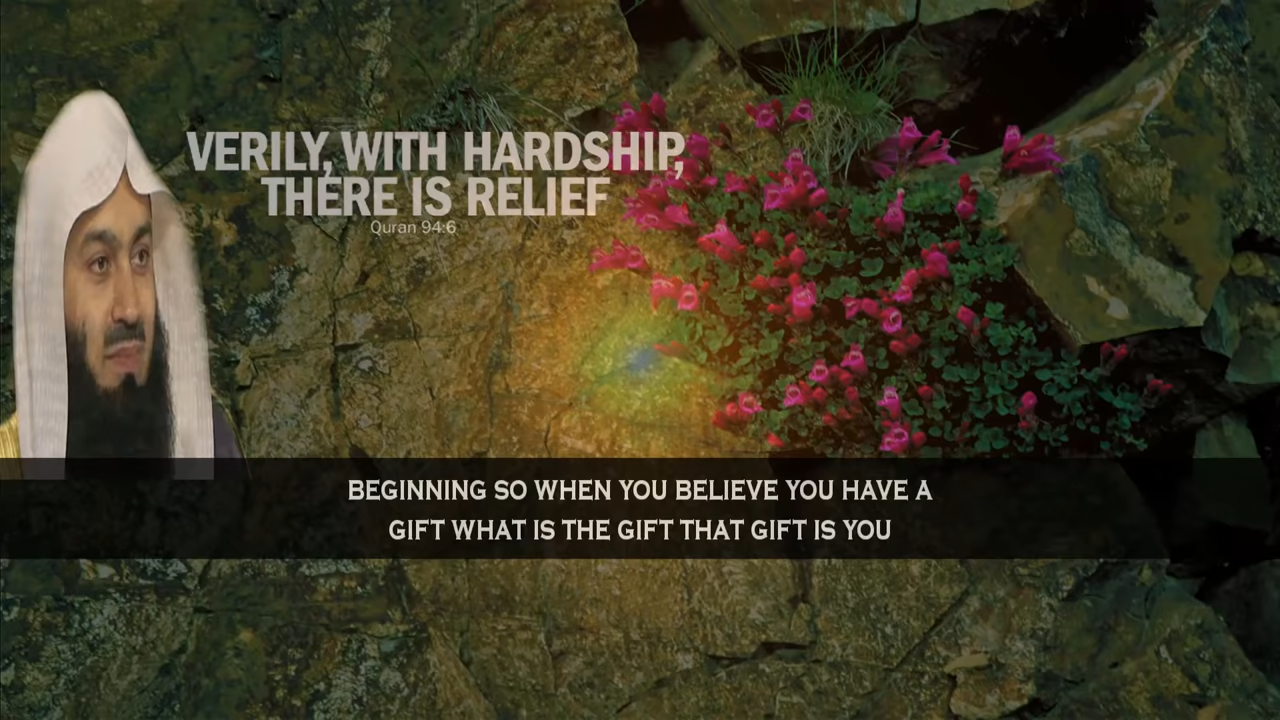 VERILY, WITH HARDSHIP,
THERE IS RELIEF
Quran 94:6
BEGINNING SO WHEN YOU BELIEVE YOU HAVE A
GIFT WHAT IS THE GIFT THAT GIFT IS YOU